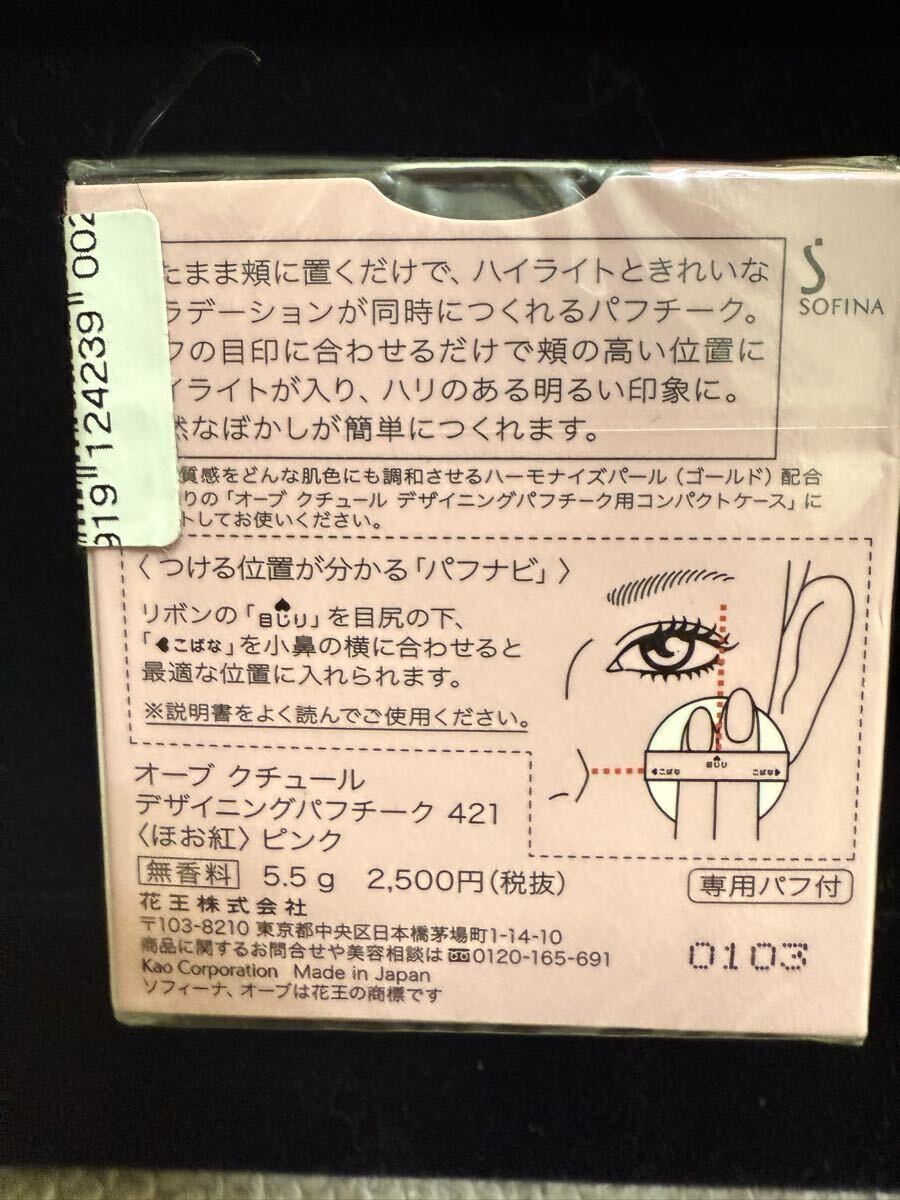 たまま頬に置くだけで、ハイライトときれいな
ラデーションが同時につくれるパフチーク。
フの目印に合わせるだけで頬の高い位置に
イライトが入り、ハリのある明るい印象に。
然なぼかしが簡単につくれます。
S
SOFINA
919 124239 002
質感をどんな肌色にも調和させるハーモナイズパール（ゴールド）配合
りの「オーブ クチュール デザイニングパフチーク用コンパクトケース」に
トしてお使いください。
〈つける位置が分かる「パフナビ」〉
リボンの「目じり」を目尻の下、
「こばな」を小鼻の横に合わせると
最適な位置に入れられます。
※説明書をよく読んでご使用ください。
こばな 目じり こばな
オーブ クチュール
デザイニングパフチーク 421
〈ほお紅〉ピンク
無香料 5.5g 2,500円(税抜)
専用パフ付
花王株式会社
〒103-8210 東京都中央区日本橋茅場町1-14-10
商品に関するお問合せや美容相談は 0120-165-691
Kao Corporation Made in Japan
ソフィーナ、オーブは花王の商標です
0103